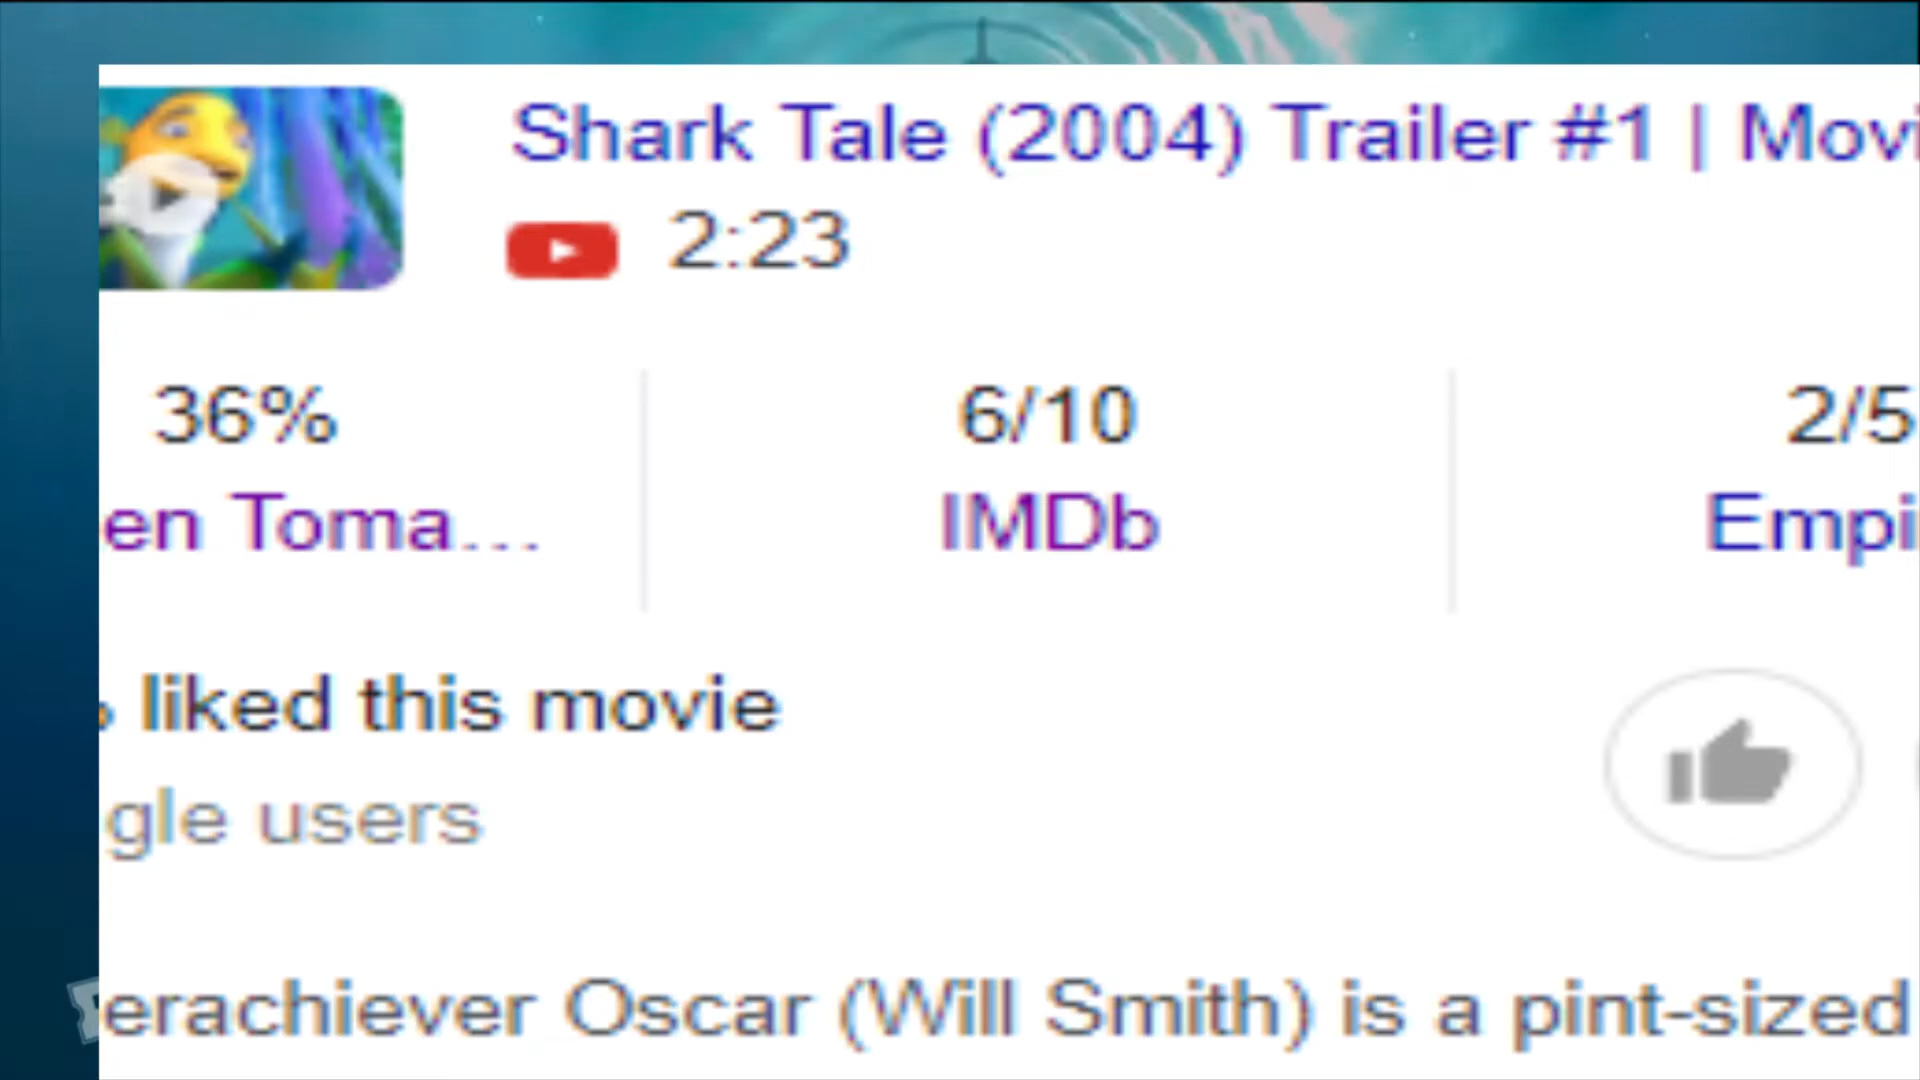 Shark Tale (2004) Trailer #1 | Movi
2:23
36% 6/10 2/5
en Toma... IMDb Empi
liked this movie
gle users
erachiever Oscar (Will Smith) is a pint-sized